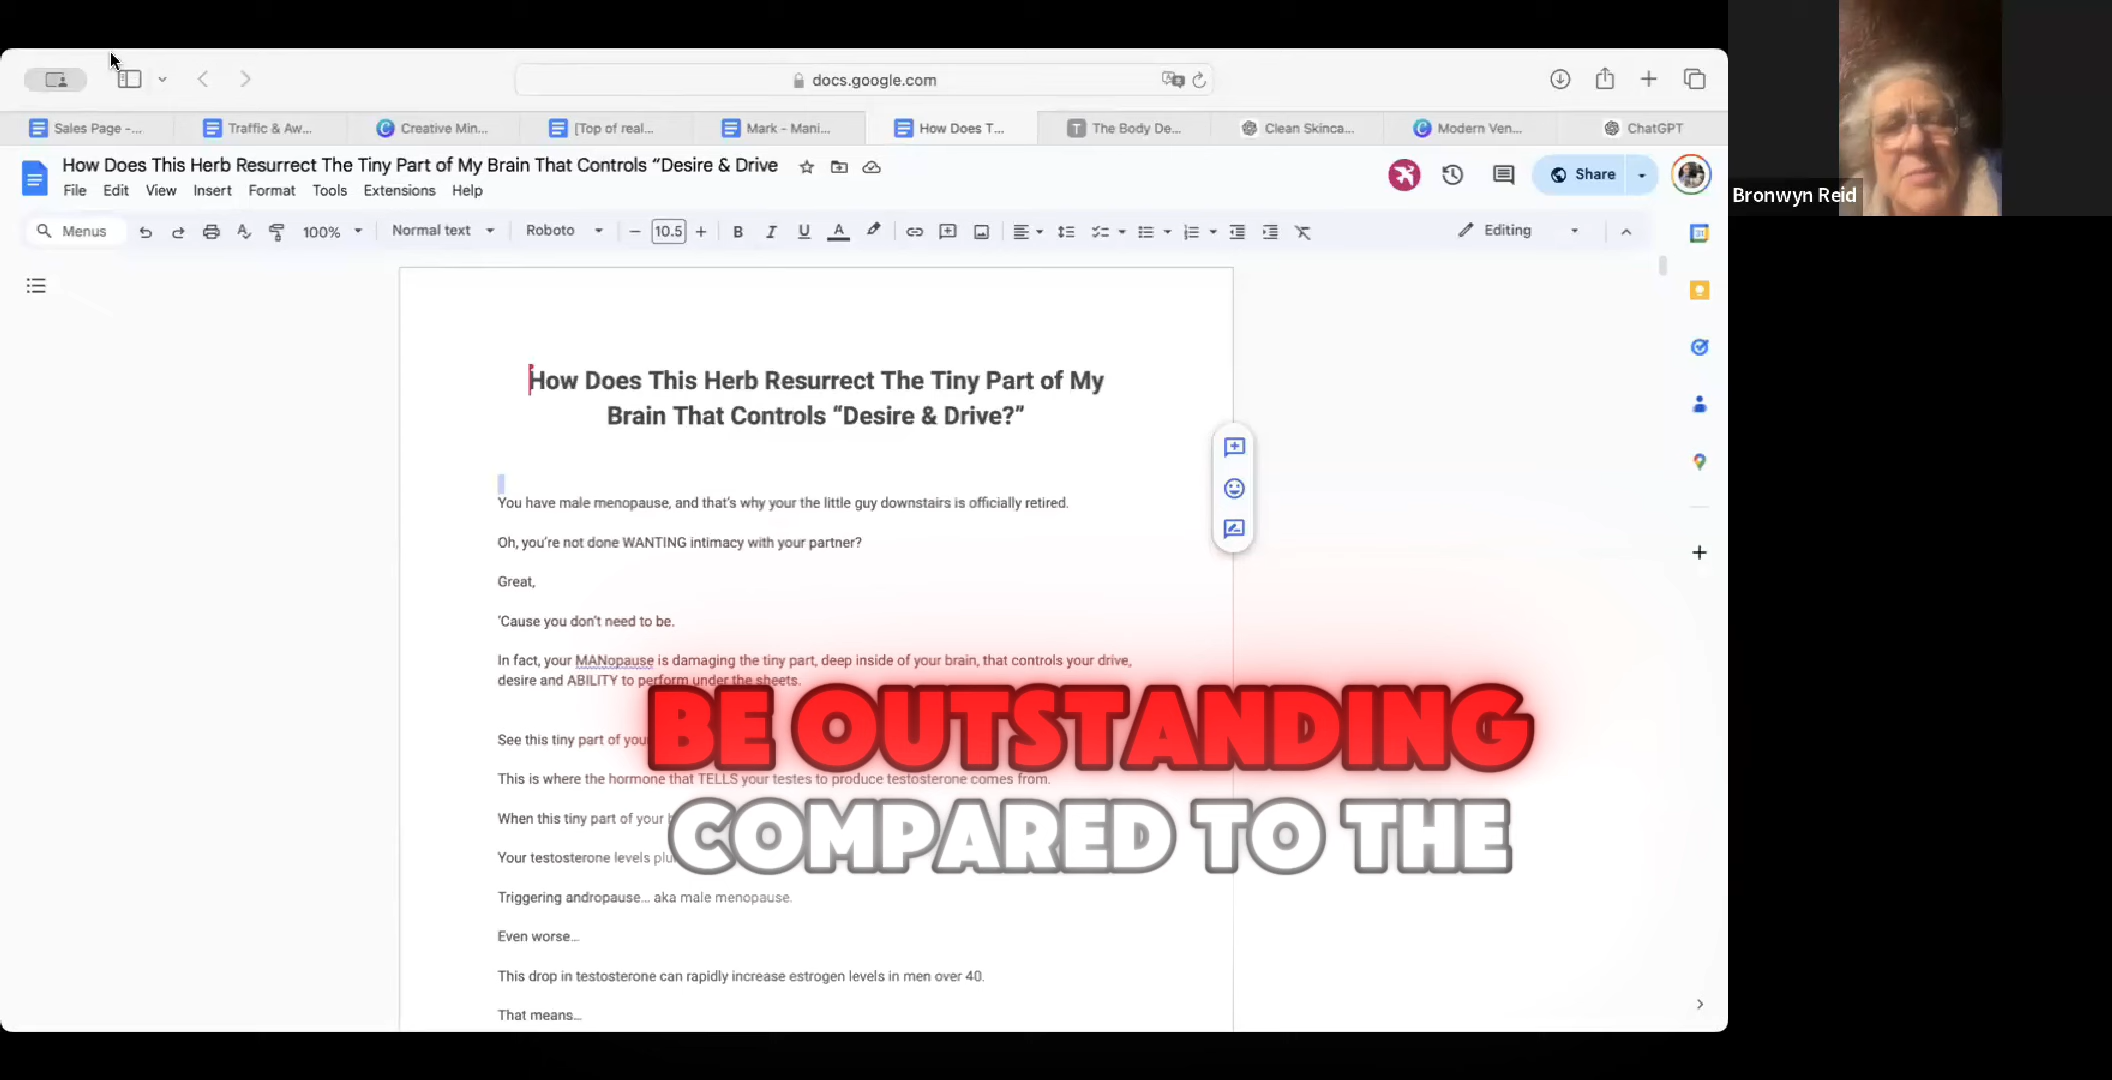 docs.google.com
Sales Page -...
Traffic & Aw...
Creative Min...
[Top of real...
Mark - Mani...
How Does T...
The Body De...
Clean Skinca...
Modern Ven...
ChatGPT
How Does This Herb Resurrect The Tiny Part of My Brain That Controls “Desire & Drive
File Edit View Insert Format Tools Extensions Help
Share
Bronwyn Reid
Menus
100%
Normal text
Roboto
10.5
B I U A
Editing
31
How Does This Herb Resurrect The Tiny Part of My
Brain That Controls “Desire & Drive?”
You have male menopause, and that’s why your the little guy downstairs is officially retired.
Oh, you’re not done WANTING intimacy with your partner?
Great,
‘Cause you don’t need to be.
In fact, your MANopause is damaging the tiny part, deep inside of your brain, that controls your drive,
desire and ABILITY to perform under the sheets.
See this tiny part of you
BE OUTSTANDING
This is where the hormone that TELLS your testes to produce testosterone comes from.
When this tiny part of your
COMPARED TO THE
Your testosterone levels
Triggering andropause... aka male menopause.
Even worse...
This drop in testosterone can rapidly increase estrogen levels in men over 40.
That means...